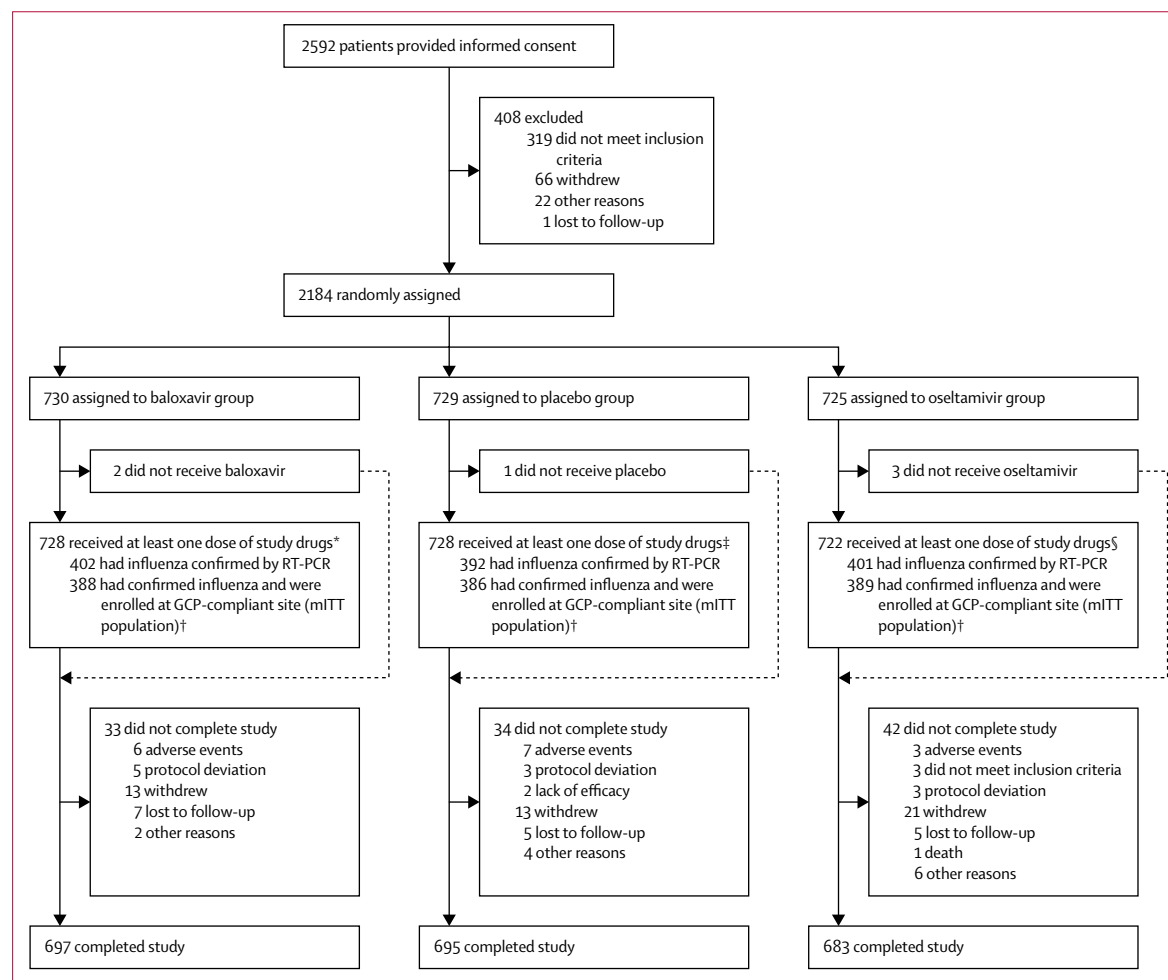 2592 patients provided informed consent
408 excluded
319 did not meet inclusion
criteria
66 withdrew
22 other reasons
1 lost to follow-up
2184 randomly assigned
730 assigned to baloxavir group
729 assigned to placebo group
725 assigned to oseltamivir group
2 did not receive baloxavir
1 did not receive placebo
3 did not receive oseltamivir
728 received at least one dose of study drugs*
402 had influenza confirmed by RT-PCR
388 had confirmed influenza and were
enrolled at GCP-compliant site (mITT
population)†
728 received at least one dose of study drugs‡
392 had influenza confirmed by RT-PCR
386 had confirmed influenza and were
enrolled at GCP-compliant site (mITT
population)†
722 received at least one dose of study drugs§
401 had influenza confirmed by RT-PCR
389 had confirmed influenza and were
enrolled at GCP-compliant site (mITT
population)†
33 did not complete study
6 adverse events
5 protocol deviation
13 withdrew
7 lost to follow-up
2 other reasons
34 did not complete study
7 adverse events
3 protocol deviation
2 lack of efficacy
13 withdrew
5 lost to follow-up
4 other reasons
42 did not complete study
3 adverse events
3 did not meet inclusion criteria
3 protocol deviation
21 withdrew
5 lost to follow-up
1 death
6 other reasons
697 completed study
695 completed study
683 completed study